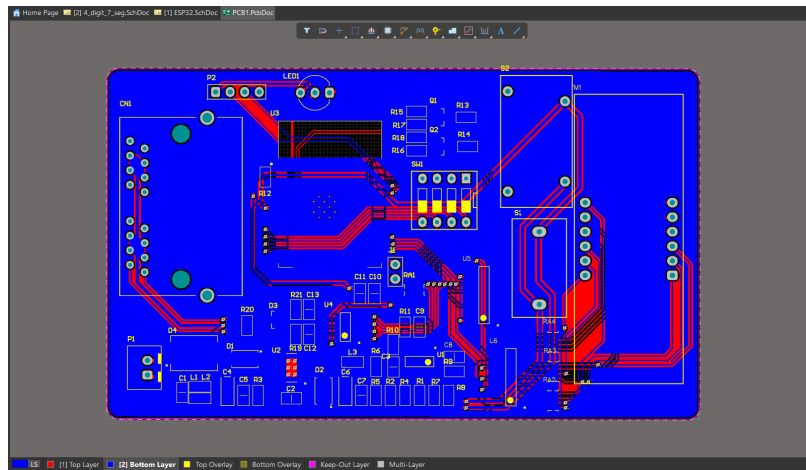 Home Page [2] 4_digit_7_seg.SchDoc [1] ESP32.SchDoc PCB1.PcbDoc
S2
P2
LED1
M1
CN1
Q1
R15
R13
U3
R17
Q2
R18
R14
R16
SW1
R12
S1
U5
RA1
C11 C10
R21 C13
D3
U4
R20
R11 C9
RA4
R10
D4
C8
U6
D1
U2
R19 C12
R6
RA3
P1
L3
C3
U1
R9
C4
D2
C6
RA2
C1
L1
L2
C5
R3
C2
C7
R5
R2
R4
R1
R7
R8
LS [1] Top Layer [2] Bottom Layer Top Overlay Bottom Overlay Keep-Out Layer Multi-Layer